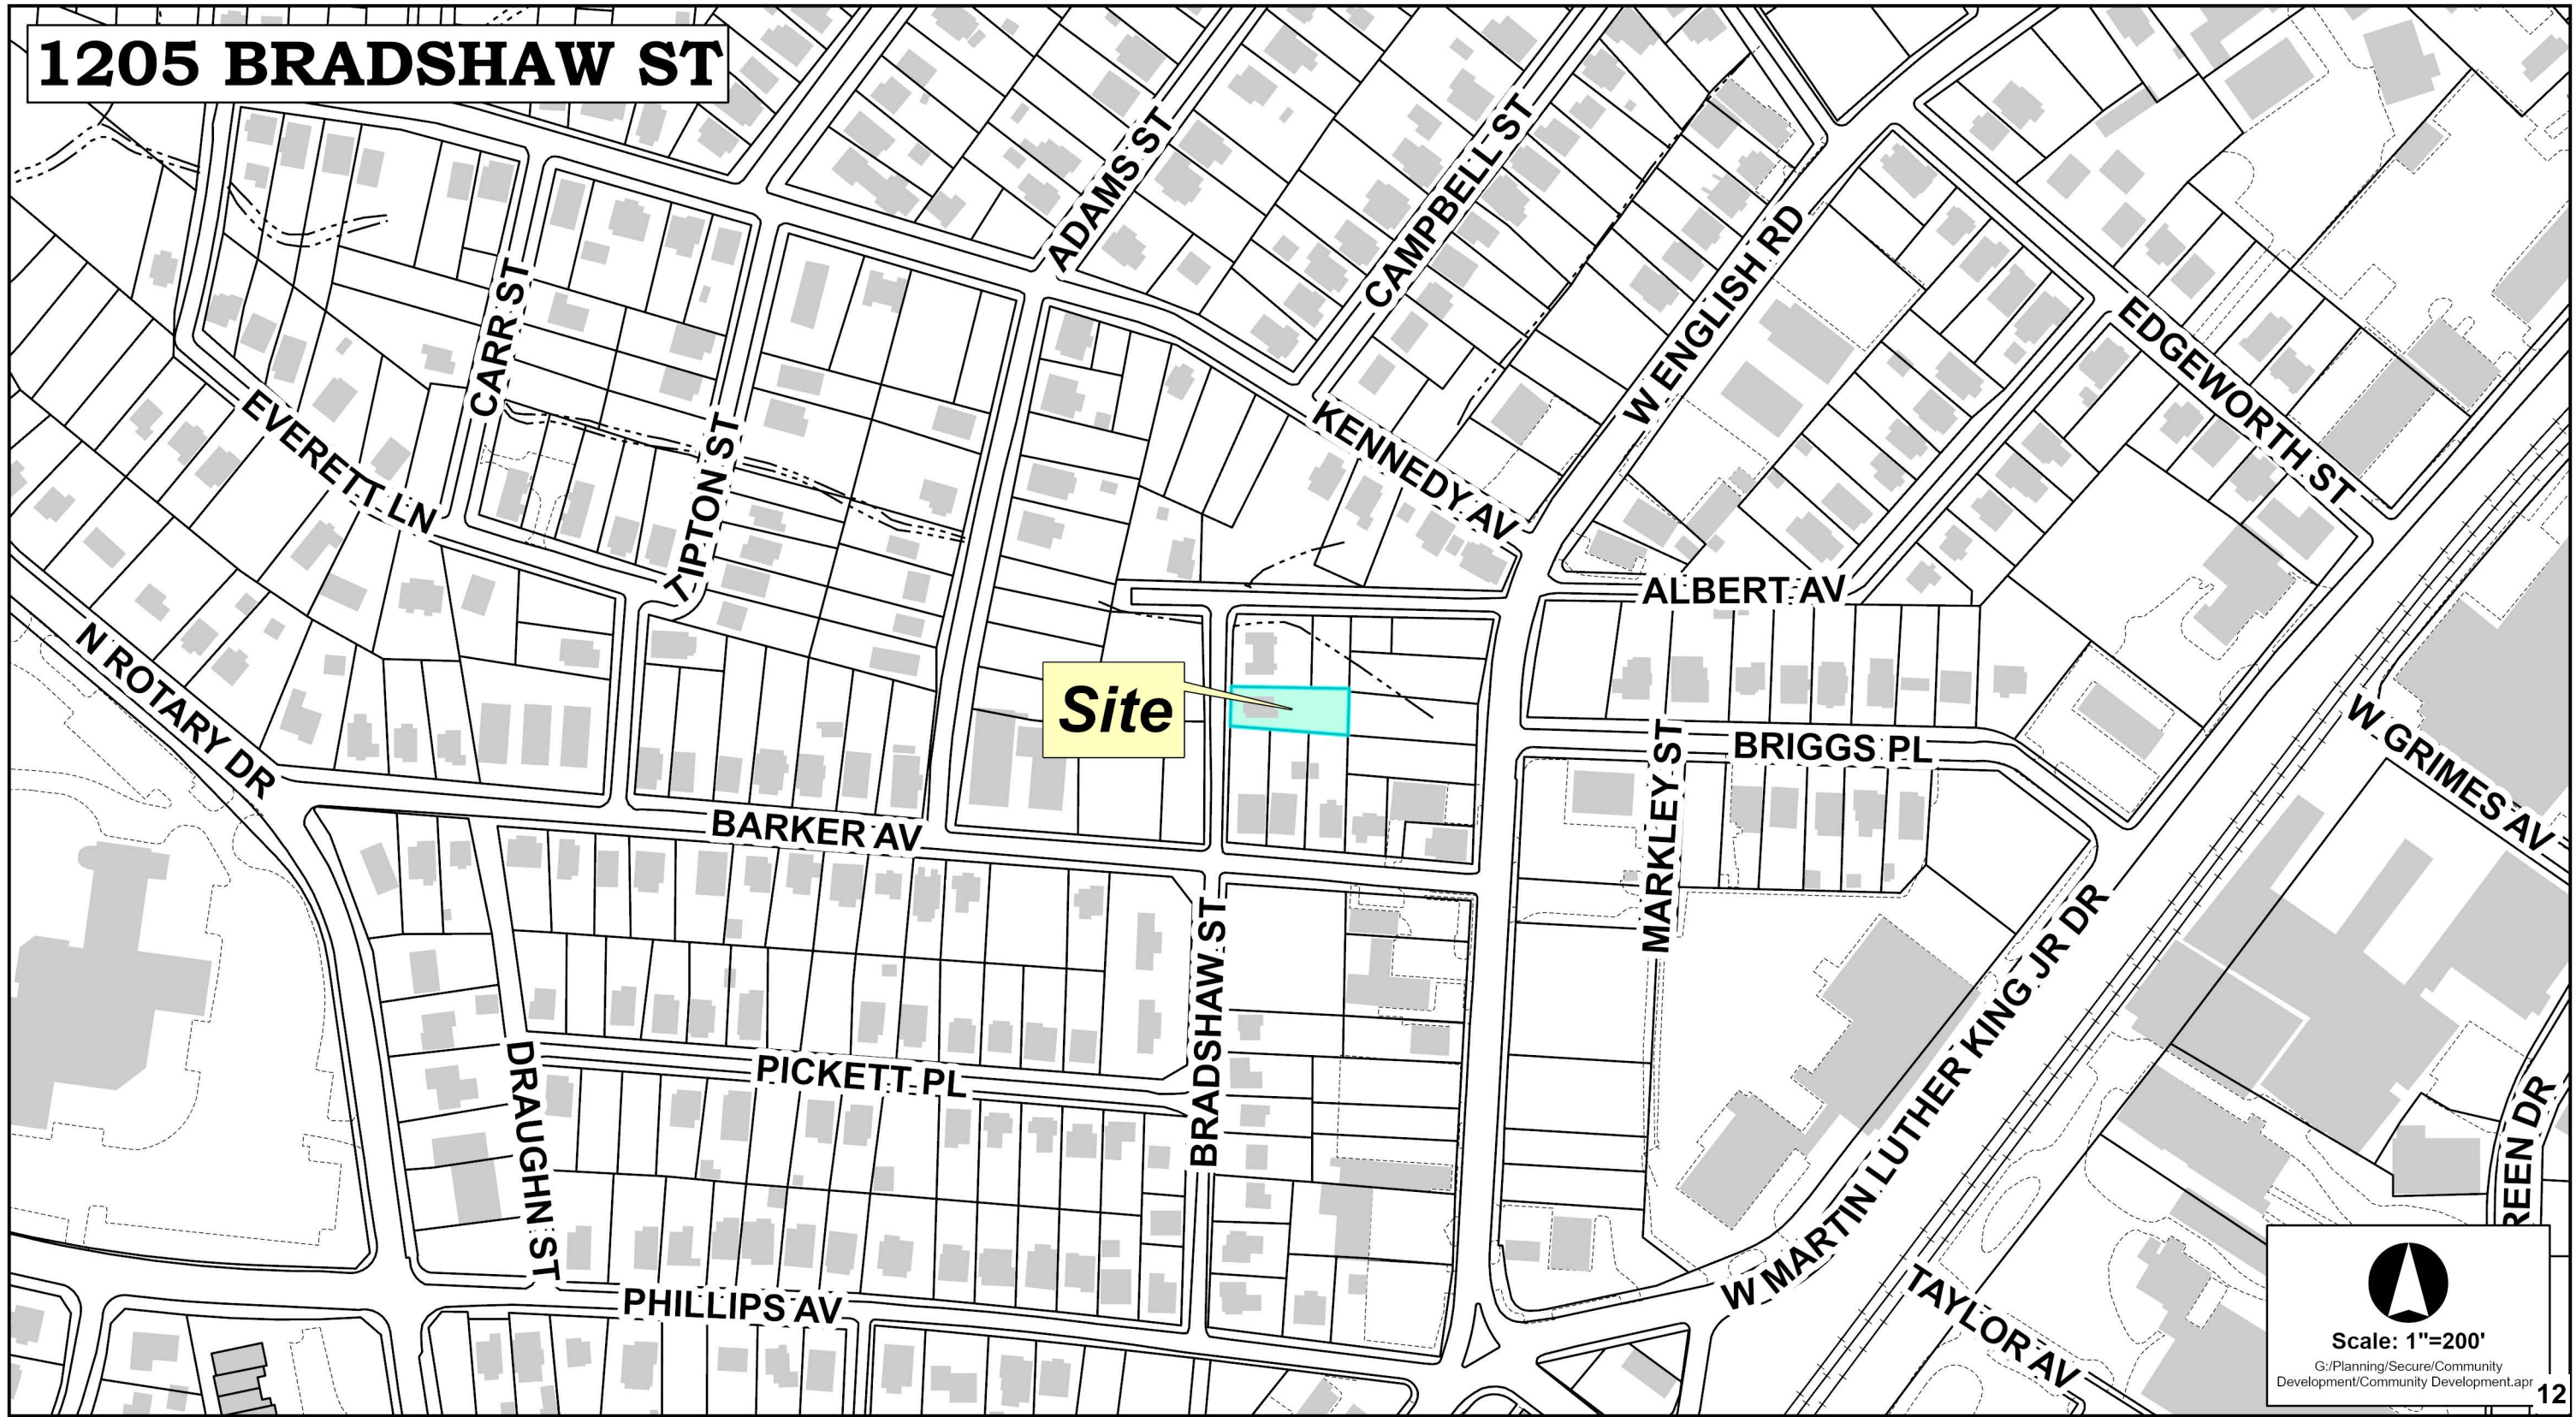 1205 BRADSHAW ST
ADAMS ST
CAMPBELL ST
W ENGLISH RD
CARR ST
EDGEWORTH ST
EVERETT LN
KENNEDY AV
TIPTON ST
ALBERT AV
N ROTARY DR
Site
W GRIMES AV
BRIGGS PL
MARKLEY ST
BARKER AV
BRADSHAW ST
W MARTIN LUTHER KING JR DR
DRAUGHN ST
PICKETT PL
REEN DR
PHILLIPS AV
TAYLOR AV
Scale: 1"=200'
G:/Planning/Secure/Community
Development/Community Development.apr
12